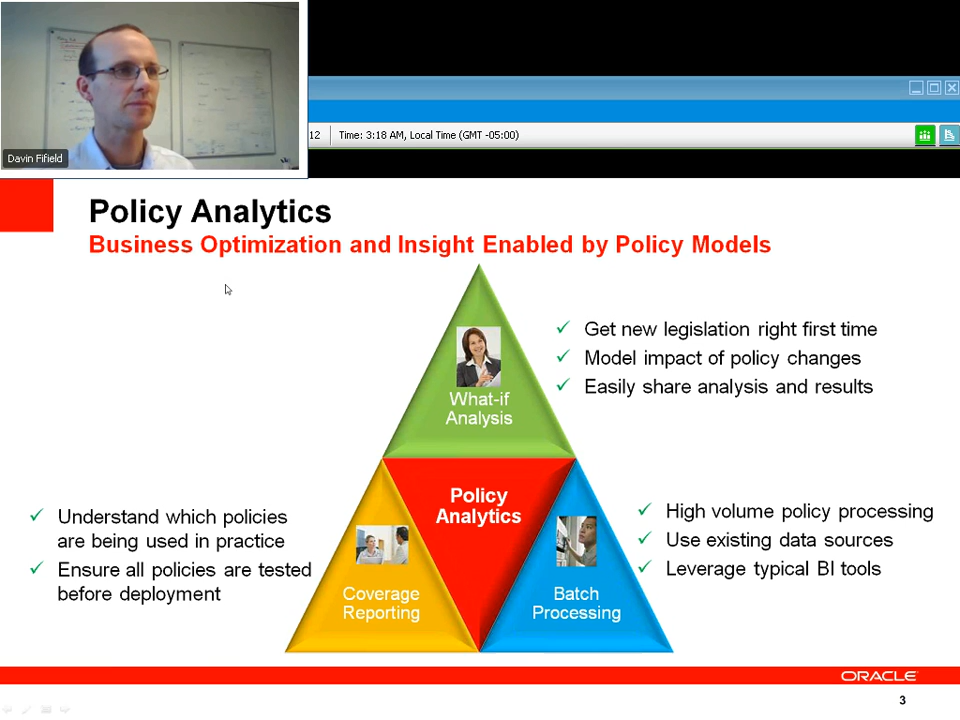 Davin Fifield
12
Time: 3:18 AM, Local Time (GMT -05:00)
Policy Analytics
Business Optimization and Insight Enabled by Policy Models
What-if
Analysis
Get new legislation right first time
Model impact of policy changes
Easily share analysis and results
Policy
Analytics
Understand which policies
are being used in practice
Ensure all policies are tested
before deployment
Coverage
Reporting
Batch
Processing
High volume policy processing
Use existing data sources
Leverage typical BI tools
ORACLE
3